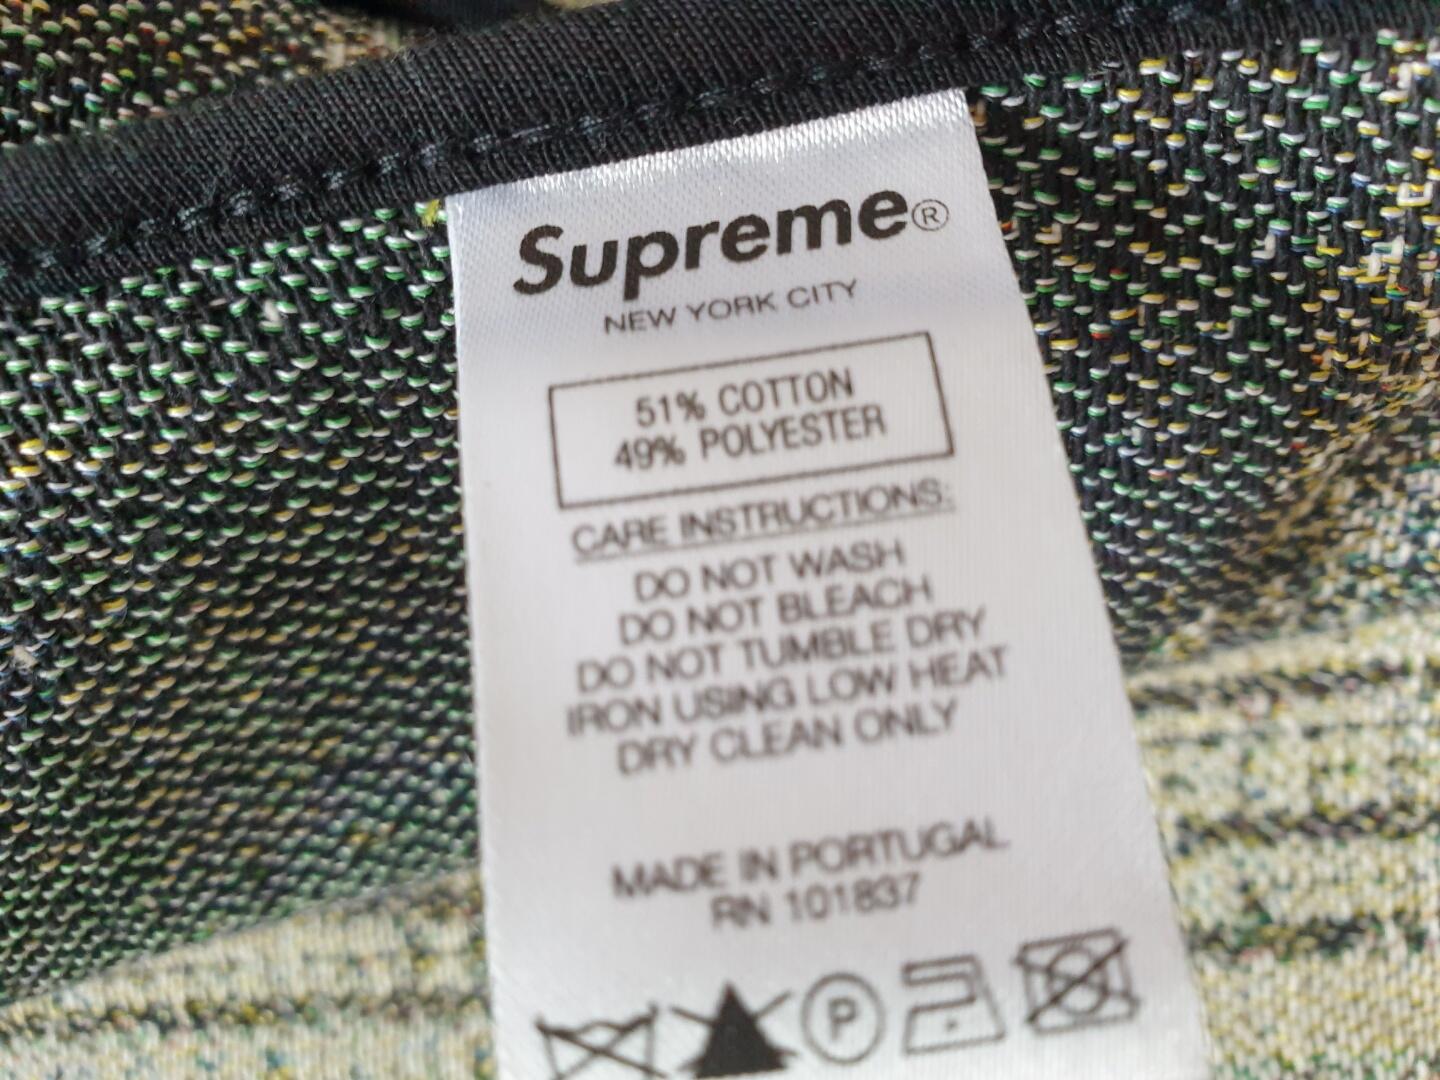 Supreme®
NEW YORK CITY
51% COTTON
49% POLYESTER
CARE INSTRUCTIONS:
DO NOT WASH
DO NOT BLEACH
DO NOT TUMBLE DRY
IRON USING LOW HEAT
DRY CLEAN ONLY
MADE IN PORTUGAL
RN 101837
P